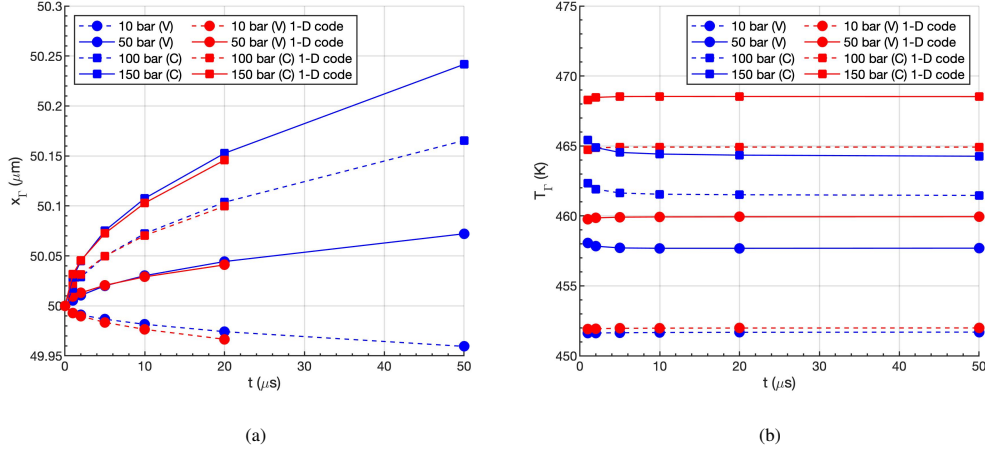 50.3
50.25
50.2
50.15
50.1
50.05
50
49.95
x_Γ (μm)
10 bar (V)
50 bar (V)
100 bar (C)
150 bar (C)
10 bar (V) 1-D code
50 bar (V) 1-D code
100 bar (C) 1-D code
150 bar (C) 1-D code
0 10 20 30 40 50
t (μs)
(a)
475
470
465
460
455
450
T_Γ (K)
10 bar (V)
50 bar (V)
100 bar (C)
150 bar (C)
10 bar (V) 1-D code
50 bar (V) 1-D code
100 bar (C) 1-D code
150 bar (C) 1-D code
0 10 20 30 40 50
t (μs)
(b)